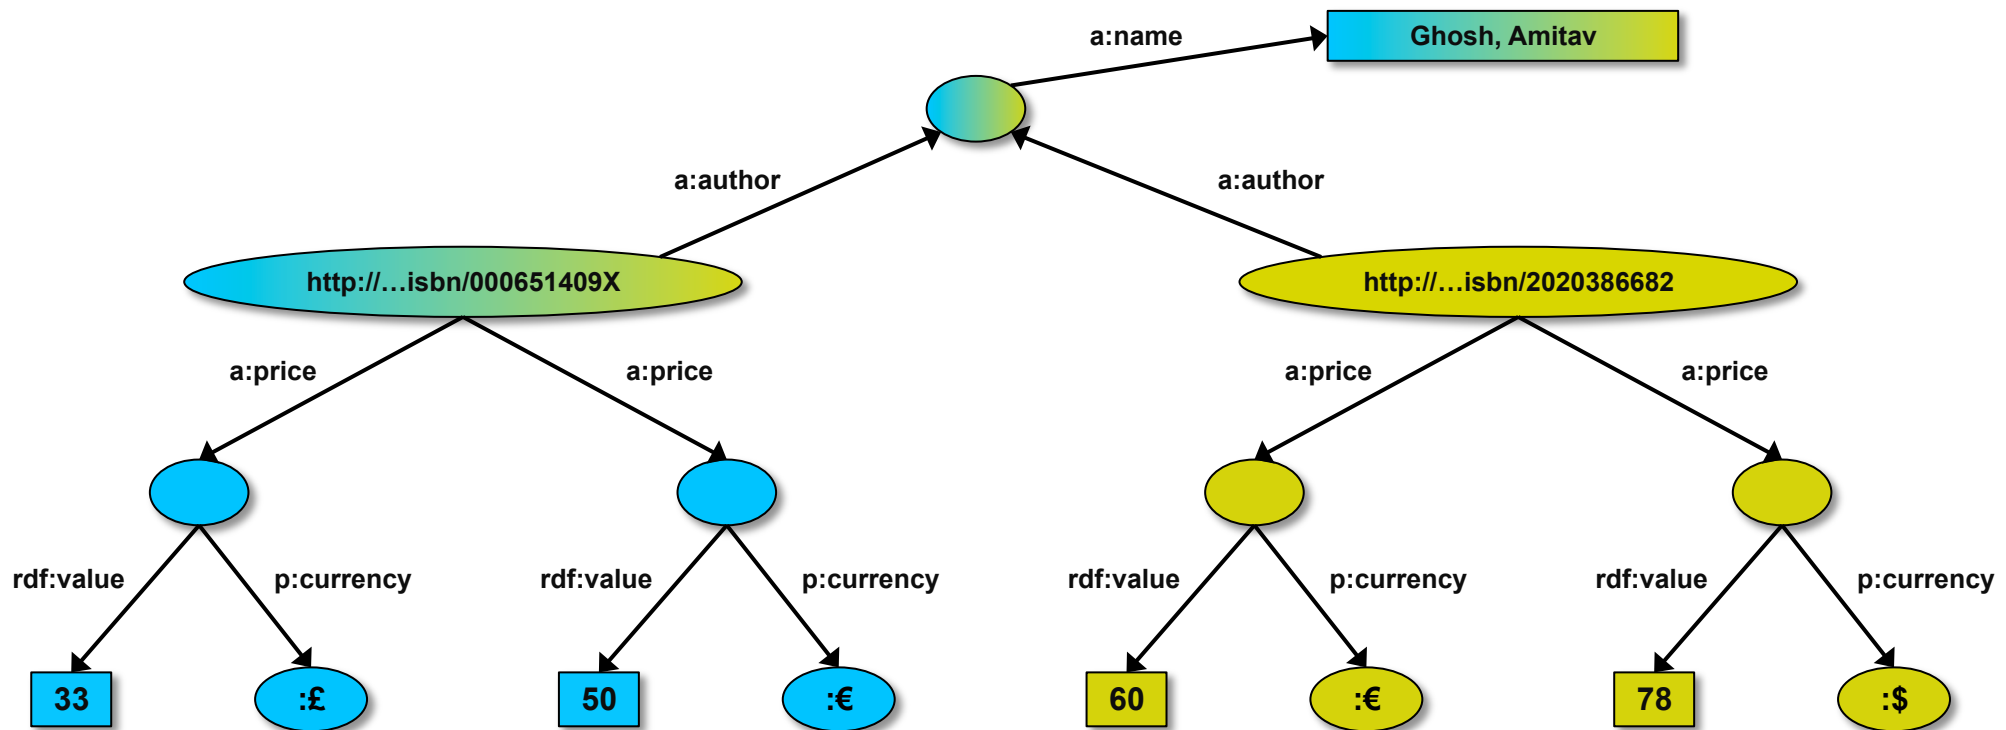 a:name
Ghosh, Amitav
a:author
a:author
http://…isbn/000651409X
http://…isbn/2020386682
a:price
a:price
a:price
a:price
rdf:value
p:currency
rdf:value
p:currency
rdf:value
p:currency
rdf:value
p:currency
33
:£
50
:€
60
:€
78
:$